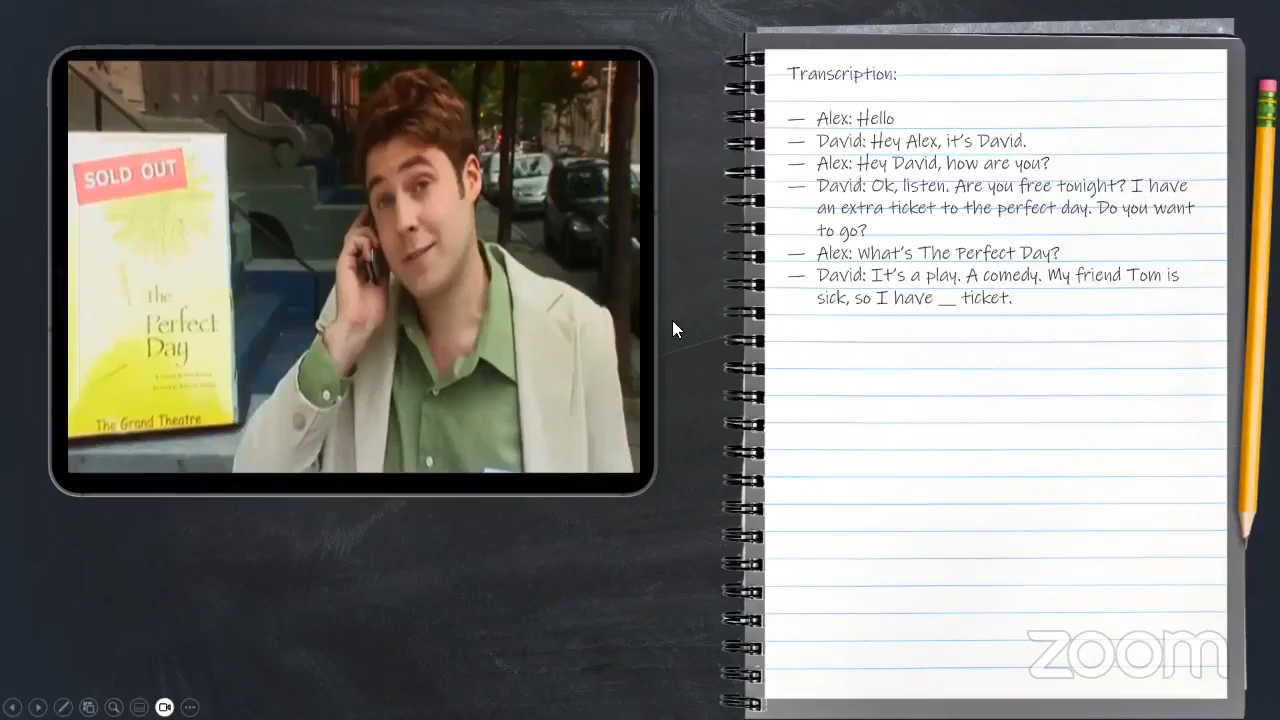 SOLD OUT
the
Perfect
Day
The Grand Theatre
Transcription:
— Alex: Hello
— David: Hey Alex, it's David.
— Alex: Hey David, how are you?
— David: Ok, listen. Are you free tonight? I have
an extra ticket to the perfect day. Do you want
to go?
— Alex: What's The Perfect Day?
— David: It's a play. A comedy. My friend Tom is
sick, so I have __ ticket.
zoom